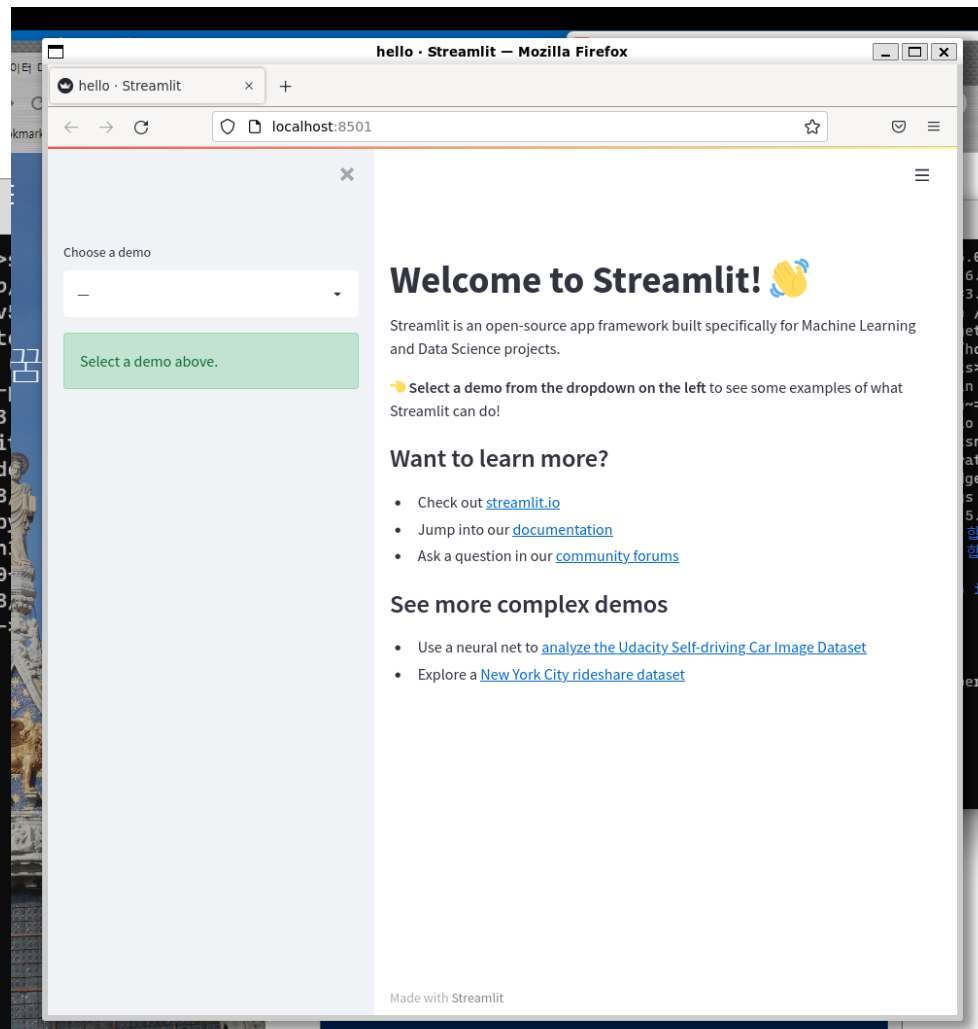 hello · Streamlit — Mozilla Firefox
hello · Streamlit
localhost:8501
Choose a demo
—
Select a demo above.
Welcome to Streamlit! 👋
Streamlit is an open-source app framework built specifically for Machine Learning
and Data Science projects.
👈 Select a demo from the dropdown on the left to see some examples of what
Streamlit can do!
Want to learn more?
• Check out streamlit.io
• Jump into our documentation
• Ask a question in our community forums
See more complex demos
• Use a neural net to analyze the Udacity Self-driving Car Image Dataset
• Explore a New York City rideshare dataset
Made with Streamlit